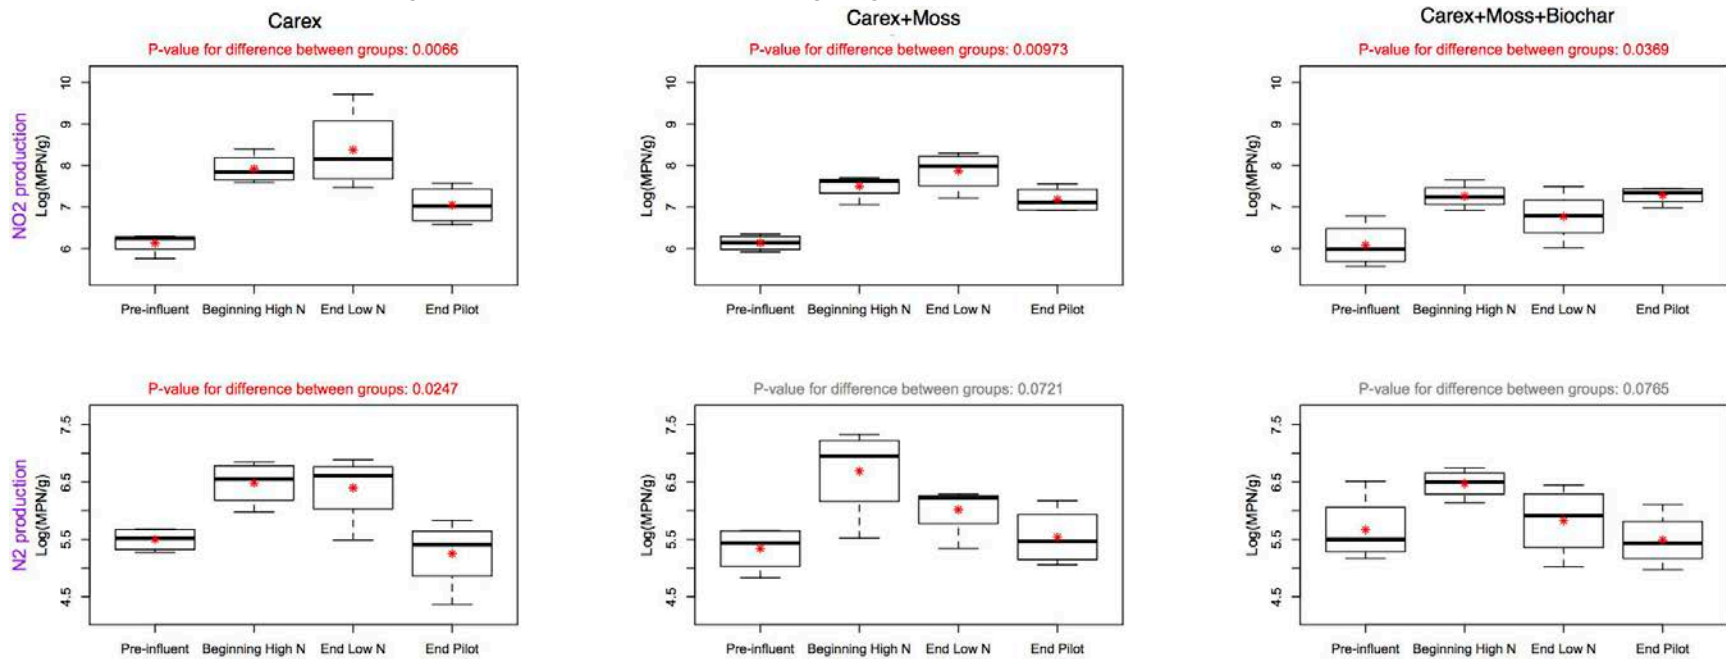 Carex
Carex+Moss
Carex+Moss+Biochar
P-value for difference between groups: 0.0066
P-value for difference between groups: 0.00973
P-value for difference between groups: 0.0369
NO2 production
Log(MPN/g)
10
9
8
7
6
Pre-influent Beginning High N End Low N End Pilot
Log(MPN/g)
10
9
8
7
6
Pre-influent Beginning High N End Low N End Pilot
Log(MPN/g)
10
9
8
7
6
Pre-influent Beginning High N End Low N End Pilot
P-value for difference between groups: 0.0247
P-value for difference between groups: 0.0721
P-value for difference between groups: 0.0765
N2 production
Log(MPN/g)
7.5
6.5
5.5
4.5
Pre-influent Beginning High N End Low N End Pilot
Log(MPN/g)
7.5
6.5
5.5
4.5
Pre-influent Beginning High N End Low N End Pilot
Log(MPN/g)
7.5
6.5
5.5
4.5
Pre-influent Beginning High N End Low N End Pilot